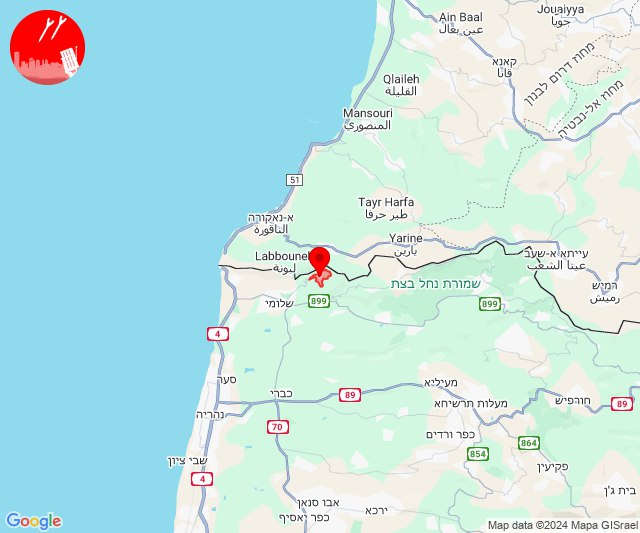 Jouaiyya
جويا
Ain Baal
عين بعال
מחוז דרום לבנון
קאנא
قانا
Qlaileh
القليلة
מחוז אל-נבטיה
Mansouri
المنصوري
51
Tayr Harfa
طير حرفا
א-נאקורה
الناقورة
Yarine
يارين
Labbouneh
لبونة
עייתא א-שעב
عيتا الشعب
רמיש
رميش
שמורת נחל בצת
שלומי
899
899
4
סער
כברי
89
מעיליא
מעלות תרשיחא
חורפיש
89
נהריה
70
כפר ורדים
864
854
שבי ציון
פקיעין
4
בית ג'ן
אבו סנאן
ירכא
כפר יאסיף
Google
Map data ©2024 Mapa GISrael